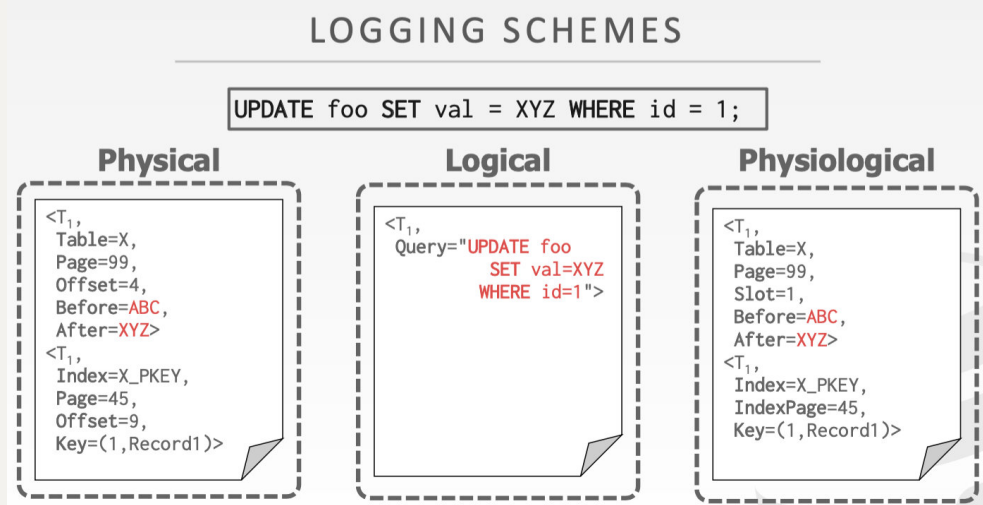 LOGGING SCHEMES
UPDATE foo SET val = XYZ WHERE id = 1;
Physical
<T₁,
Table=X,
Page=99,
Offset=4,
Before=ABC,
After=XYZ>
<T₁,
Index=X_PKEY,
Page=45,
Offset=9,
Key=(1,Record1)>
Logical
<T₁,
Query="UPDATE foo
SET val=XYZ
WHERE id=1">
Physiological
<T₁,
Table=X,
Page=99,
Slot=1,
Before=ABC,
After=XYZ>
<T₁,
Index=X_PKEY,
IndexPage=45,
Key=(1,Record1)>